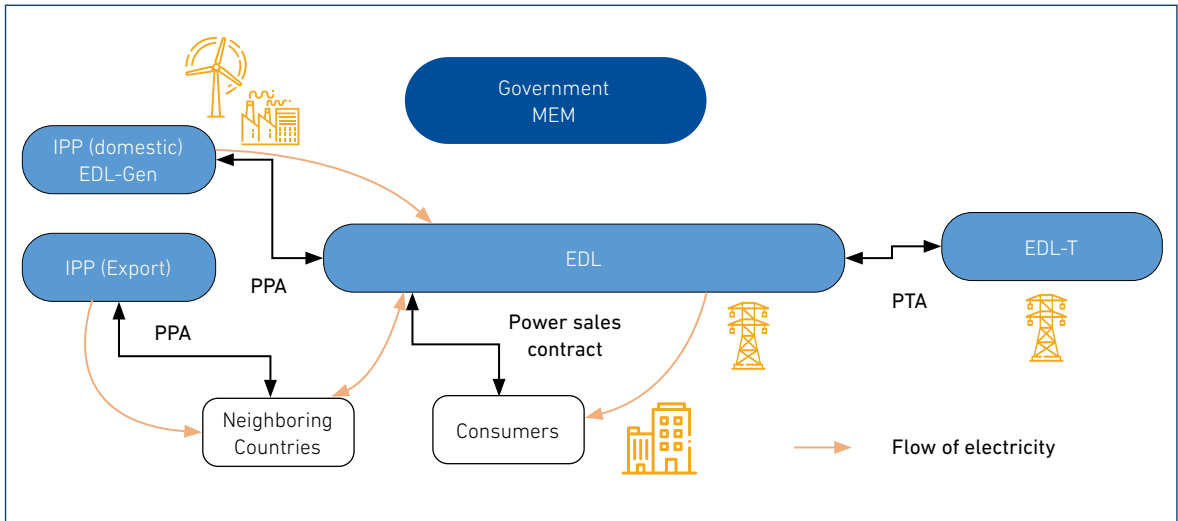 Government
MEM
IPP (domestic)
EDL-Gen
EDL
EDL-T
IPP (Export)
PPA
PTA
PPA
Power sales
contract
Neighboring
Countries
Consumers
Flow of electricity